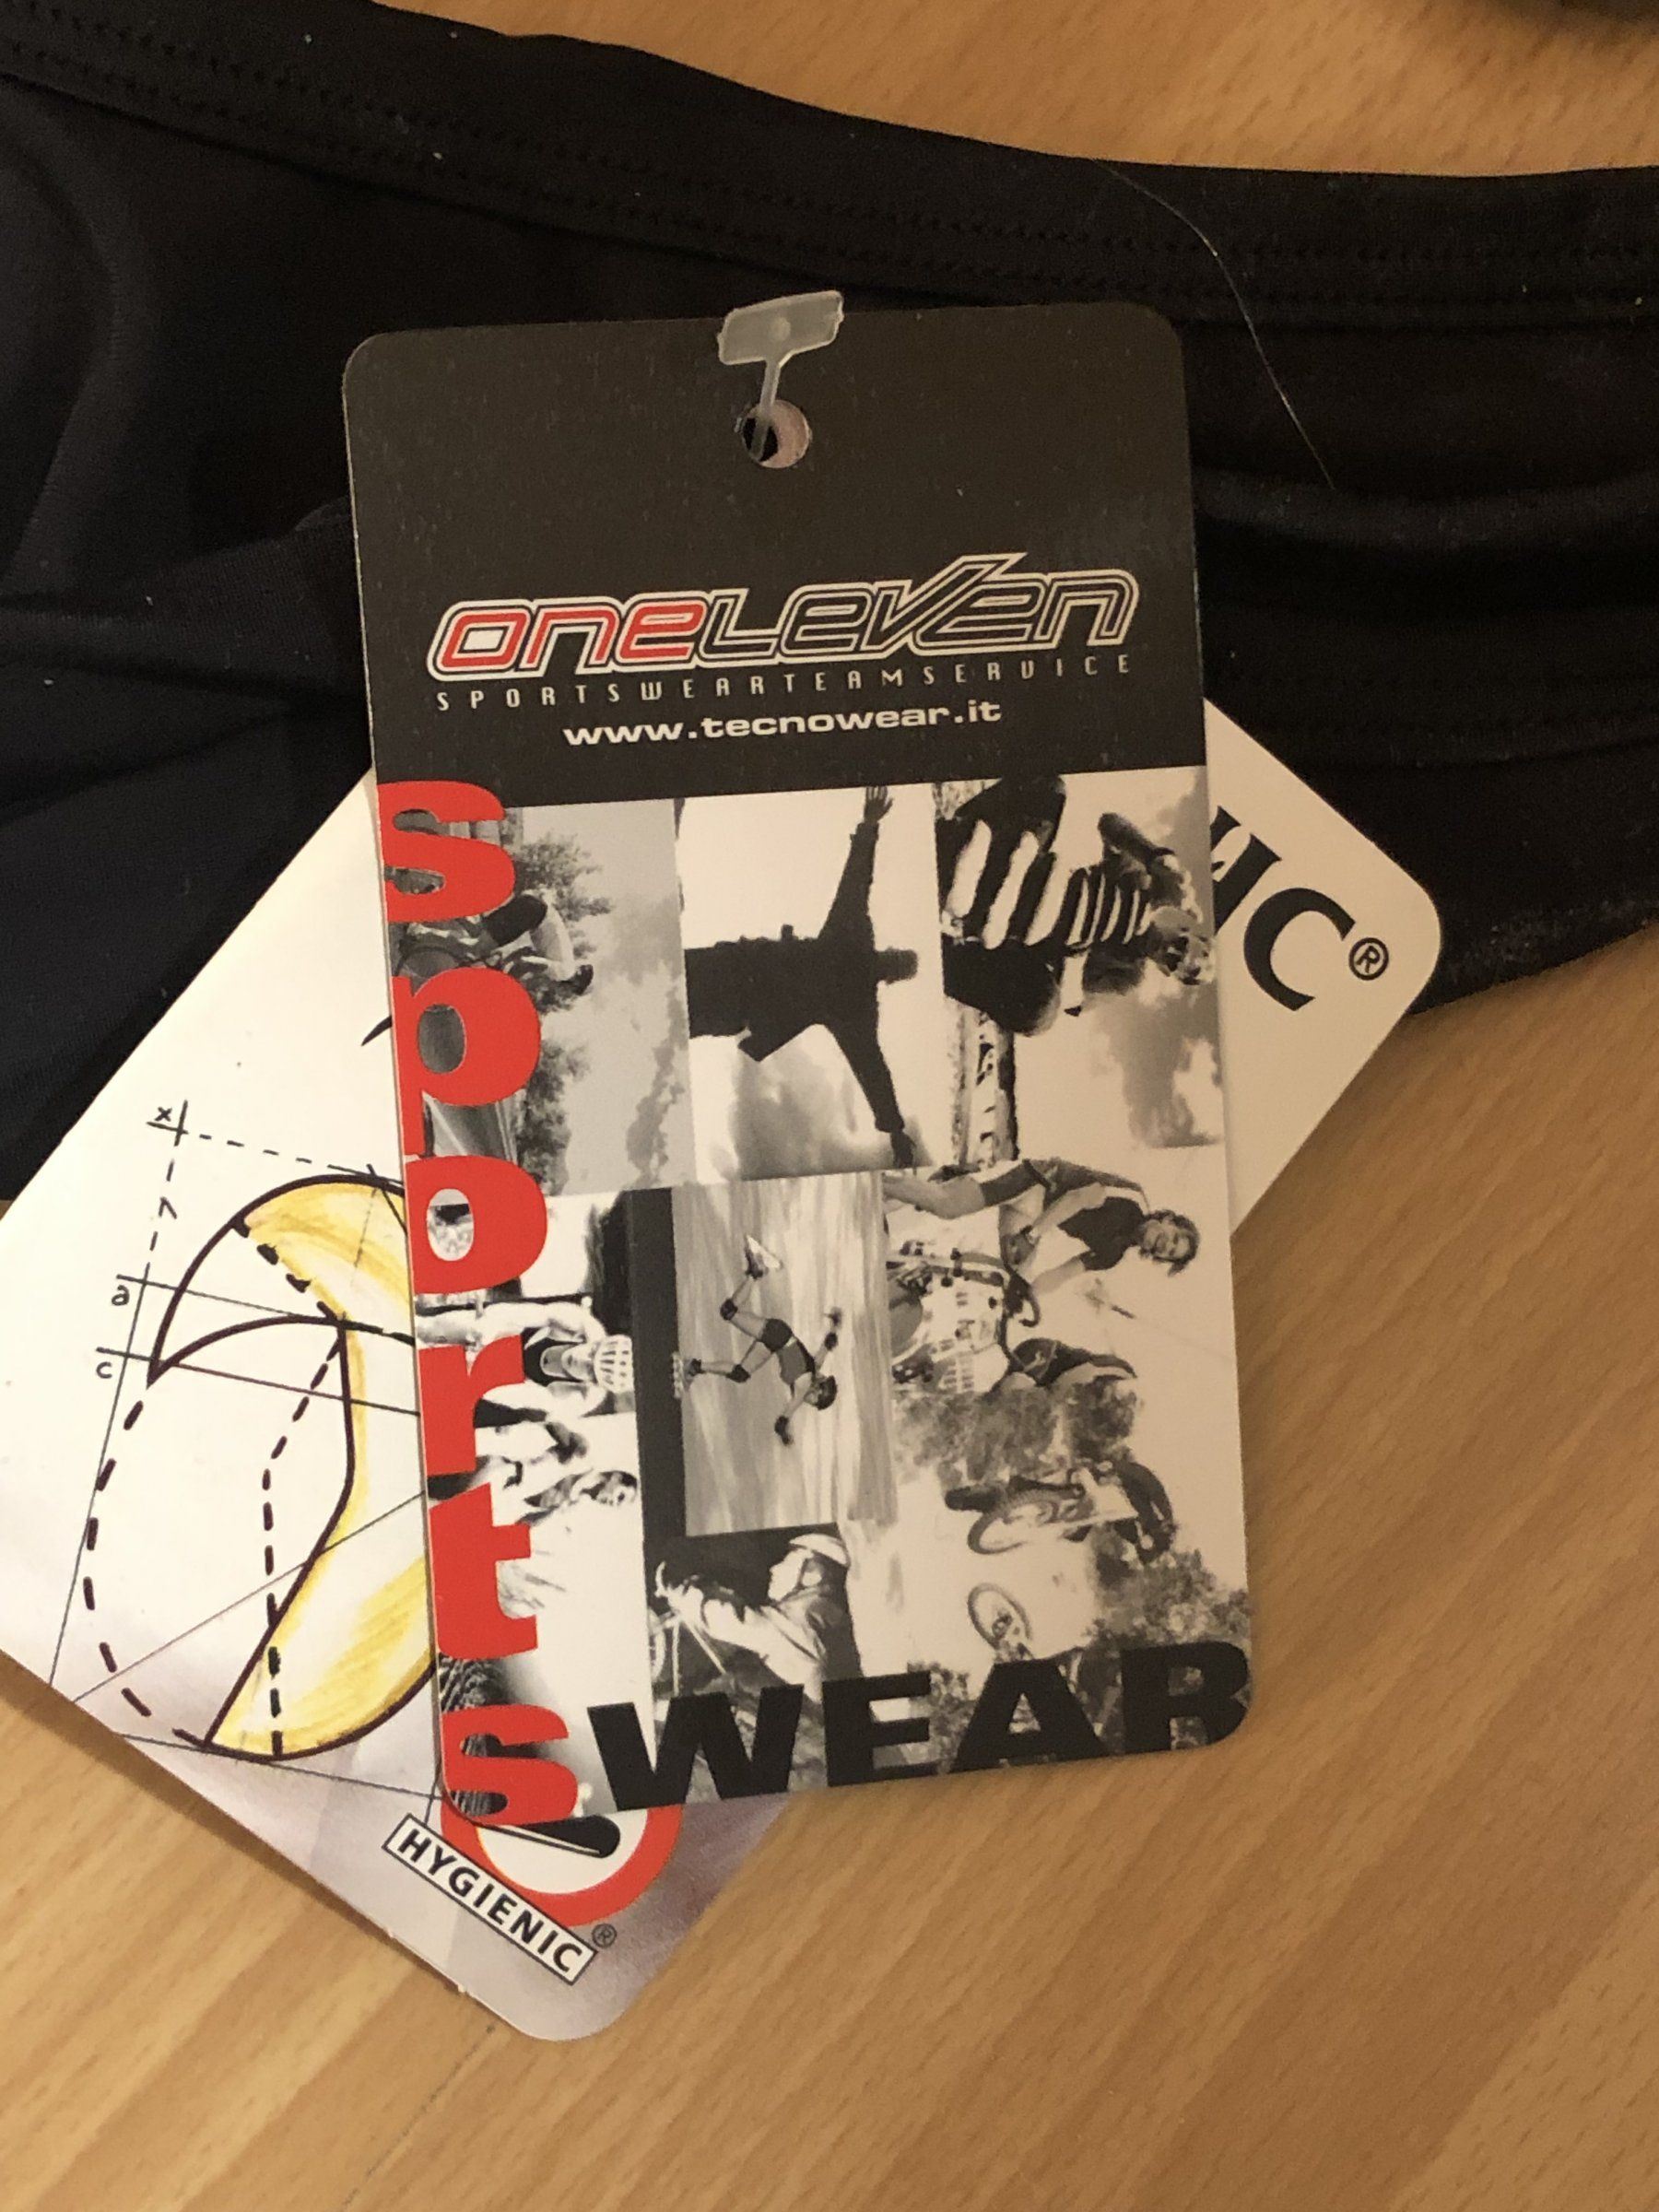 oneLeven
SPORTSWEARTEAMSERVICE
www.tecnowear.it
sports
WEAR
x
a
c
HYGIENIC ®
IC®